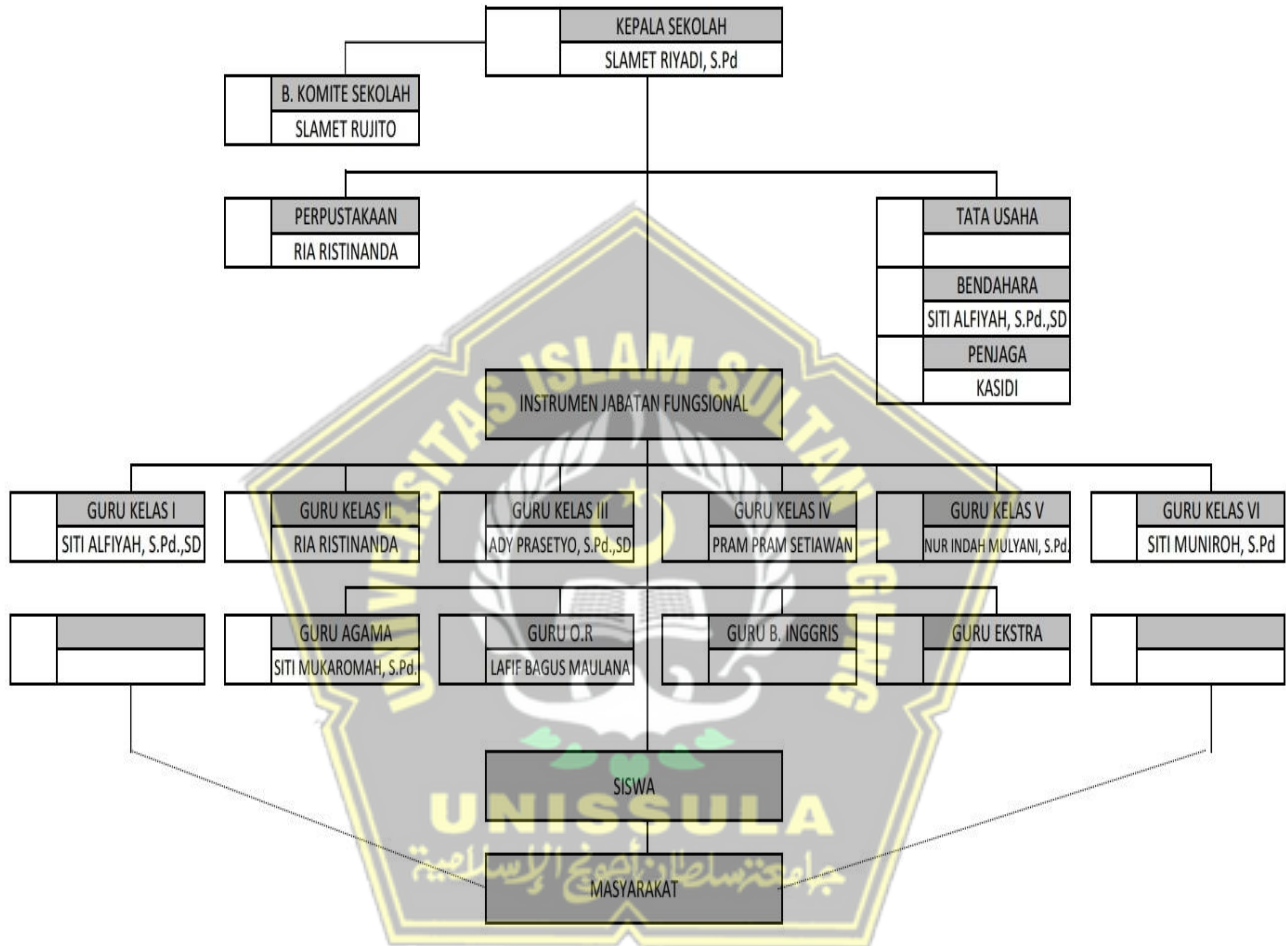 KEPALA SEKOLAH
SLAMET RIYADI, S.Pd
B. KOMITE SEKOLAH
SLAMET RUJITO
PERPUSTAKAAN
RIA RISTINANDA
TATA USAHA
BENDAHARA
SITI ALFIYAH, S.Pd.,SD
PENJAGA
KASIDI
INSTRUMEN JABATAN FUNGSIONAL
GURU KELAS I
SITI ALFIYAH, S.Pd.,SD
GURU KELAS II
RIA RISTINANDA
GURU KELAS III
ADY PRASETYO, S.Pd.,SD
GURU KELAS IV
PRAM PRAM SETIAWAN
GURU KELAS V
NUR INDAH MULYANI, S.Pd.
GURU KELAS VI
SITI MUNIROH, S.Pd
GURU AGAMA
SITI MUKAROMAH, S.Pd.
GURU O.R
LAFIF BAGUS MAULANA
GURU B. INGGRIS
GURU EKSTRA
SISWA
MASYARAKAT
UNIVERSITAS ISLAM SULTAN AGUNG
UNISSULA
جامعتسلطان أجونج الإسلامية